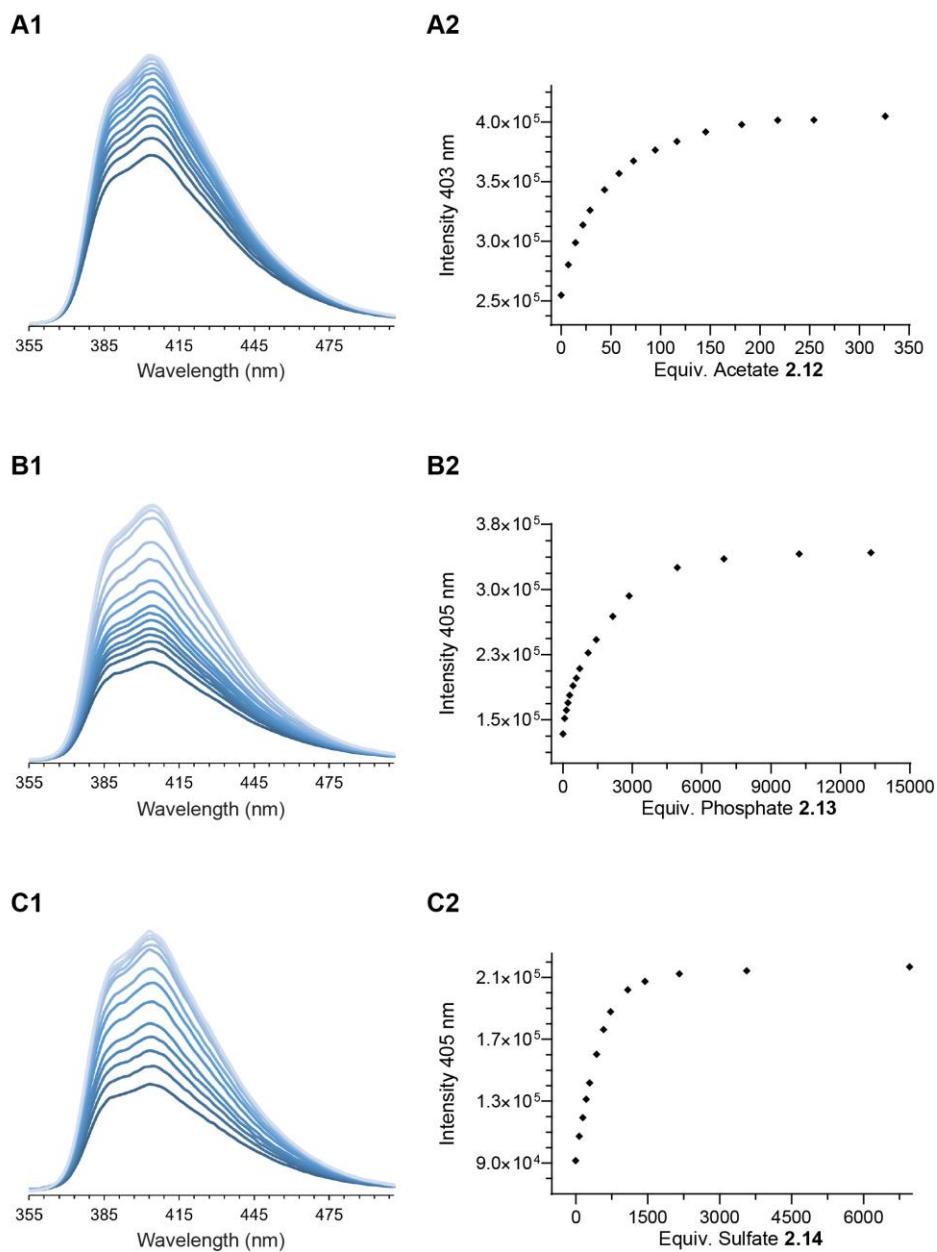 A1
355 385 415 445 475
Wavelength (nm)
A2
Intensity 403 nm
4.0×10⁵
3.5×10⁵
3.0×10⁵
2.5×10⁵
0 50 100 150 200 250 300 350
Equiv. Acetate 2.12
B1
355 385 415 445 475
Wavelength (nm)
B2
Intensity 405 nm
3.8×10⁵
3.0×10⁵
2.3×10⁵
1.5×10⁵
0 3000 6000 9000 12000 15000
Equiv. Phosphate 2.13
C1
355 385 415 445 475
Wavelength (nm)
C2
Intensity 405 nm
2.1×10⁵
1.7×10⁵
1.3×10⁵
9.0×10⁴
0 1500 3000 4500 6000
Equiv. Sulfate 2.14